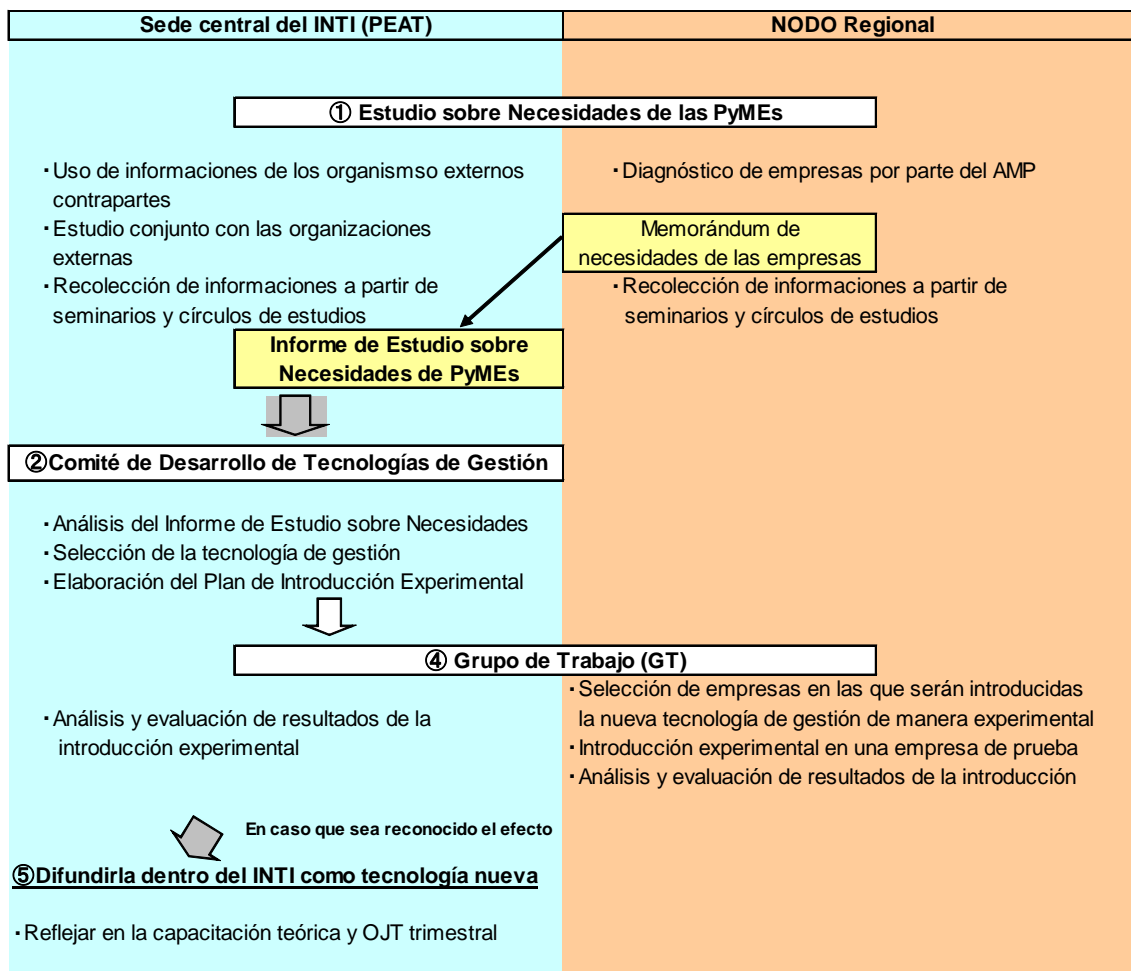 Sede central del INTI (PEAT)
NODO Regional
① Estudio sobre Necesidades de las PyMEs
・Uso de informaciones de los organismso externos
contrapartes
・Estudio conjunto con las organizaciones
externas
・Recolección de informaciones a partir de
seminarios y círculos de estudios
・Diagnóstico de empresas por parte del AMP
Memorándum de
necesidades de las empresas
・Recolección de informaciones a partir de
seminarios y círculos de estudios
Informe de Estudio sobre
Necesidades de PyMEs
②Comité de Desarrollo de Tecnologías de Gestión
・Análisis del Informe de Estudio sobre Necesidades
・Selección de la tecnología de gestión
・Elaboración del Plan de Introducción Experimental
④ Grupo de Trabajo (GT)
・Análisis y evaluación de resultados de la
introducción experimental
・Selección de empresas en las que serán introducidas
la nueva tecnología de gestión de manera experimental
・Introducción experimental en una empresa de prueba
・Análisis y evaluación de resultados de la introducción
En caso que sea reconocido el efecto
⑤Difundirla dentro del INTI como tecnología nueva
・Reflejar en la capacitación teórica y OJT trimestral